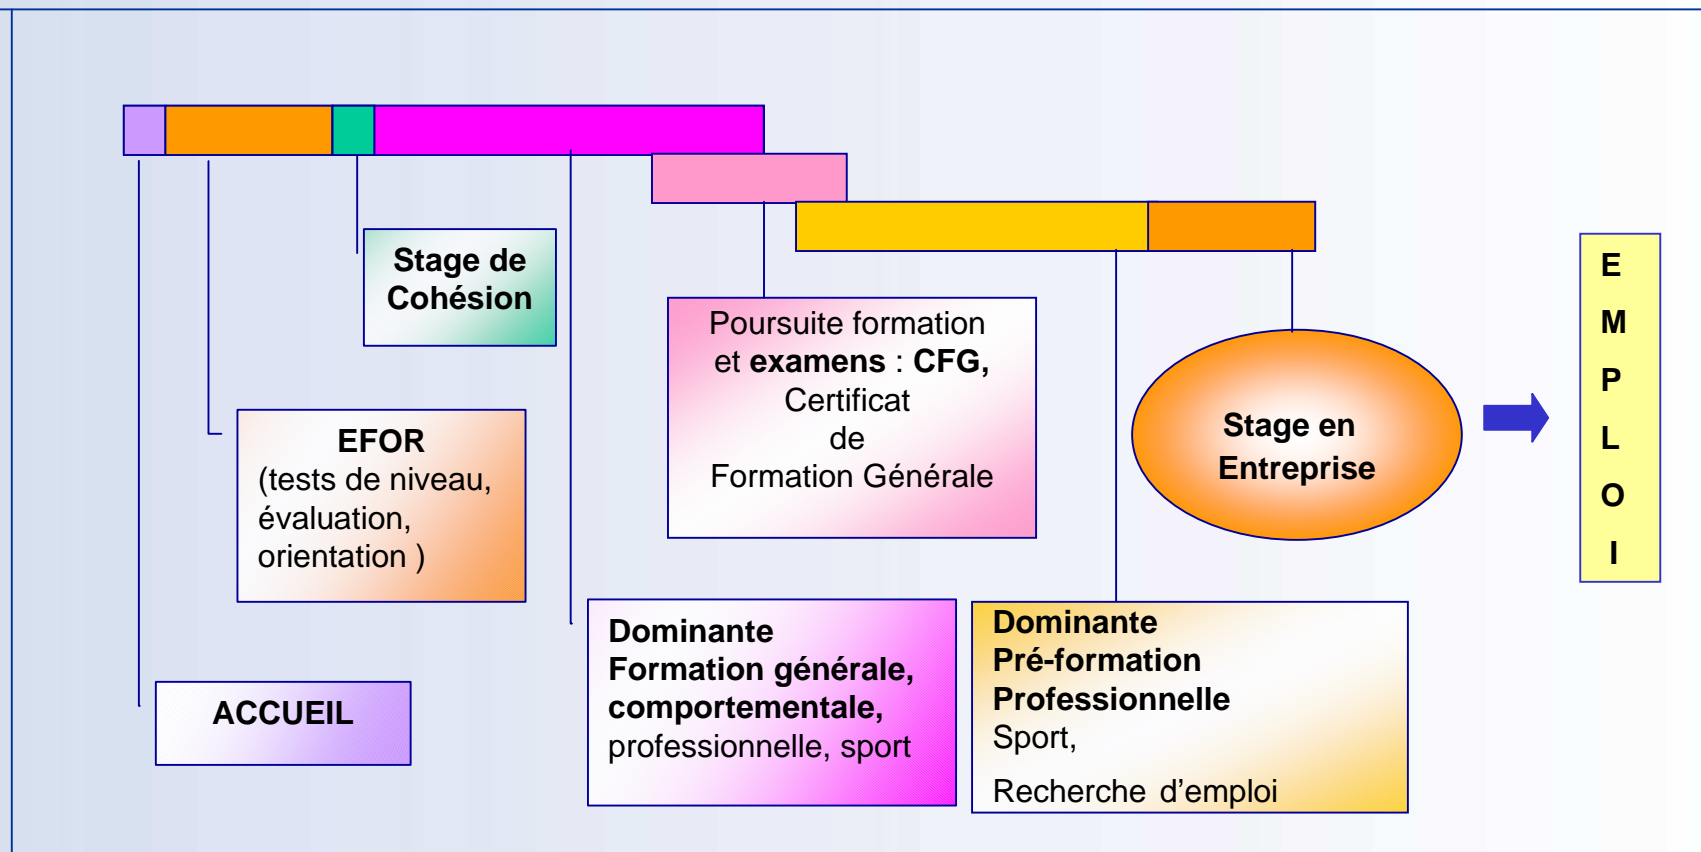 Stage de
Cohésion
EFOR
(tests de niveau,
évaluation,
orientation )
ACCUEIL
Poursuite formation
et examens : CFG,
Certificat
de
Formation Générale
Dominante
Formation générale,
comportementale,
professionnelle, sport
Dominante
Pré-formation
Professionnelle
Sport,
Recherche d’emploi
Stage en
Entreprise
E
M
P
L
O
I